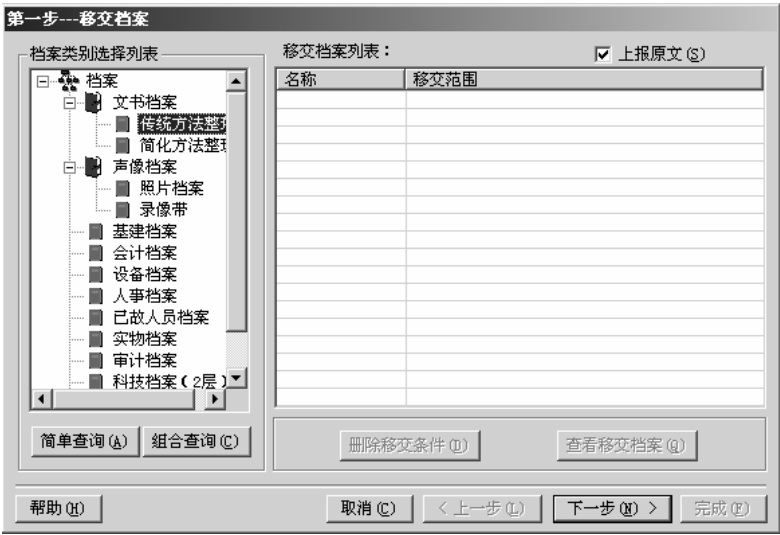 第一步---移交档案
档案类别选择列表
移交档案列表：
上报原文(S)
档案
文书档案
传统方法整
简化方法整
声像档案
照片档案
录像带
基建档案
会计档案
设备档案
人事档案
已故人员档案
实物档案
审计档案
科技档案(2层)
名称
移交范围
简单查询(A)
组合查询(C)
删除移交条件(D)
查看移交档案(Q)
帮助(H)
取消(C)
< 上一步(L)
下一步(N) >
完成(F)